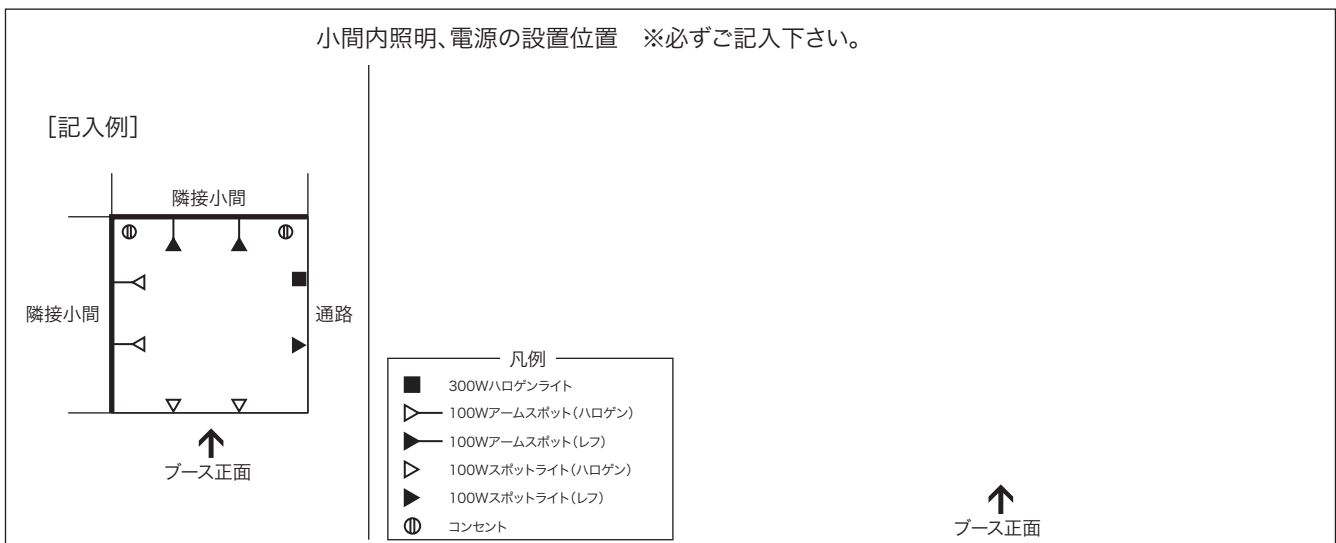 小間内照明、電源の設置位置　※必ずご記入下さい。
［記入例］
隣接小間
隣接小間
通路
ブース正面
凡例
300Wハロゲンライト
100Wアームスポット(ハロゲン)
100Wアームスポット(レフ)
100Wスポットライト(ハロゲン)
100Wスポットライト(レフ)
コンセント
ブース正面